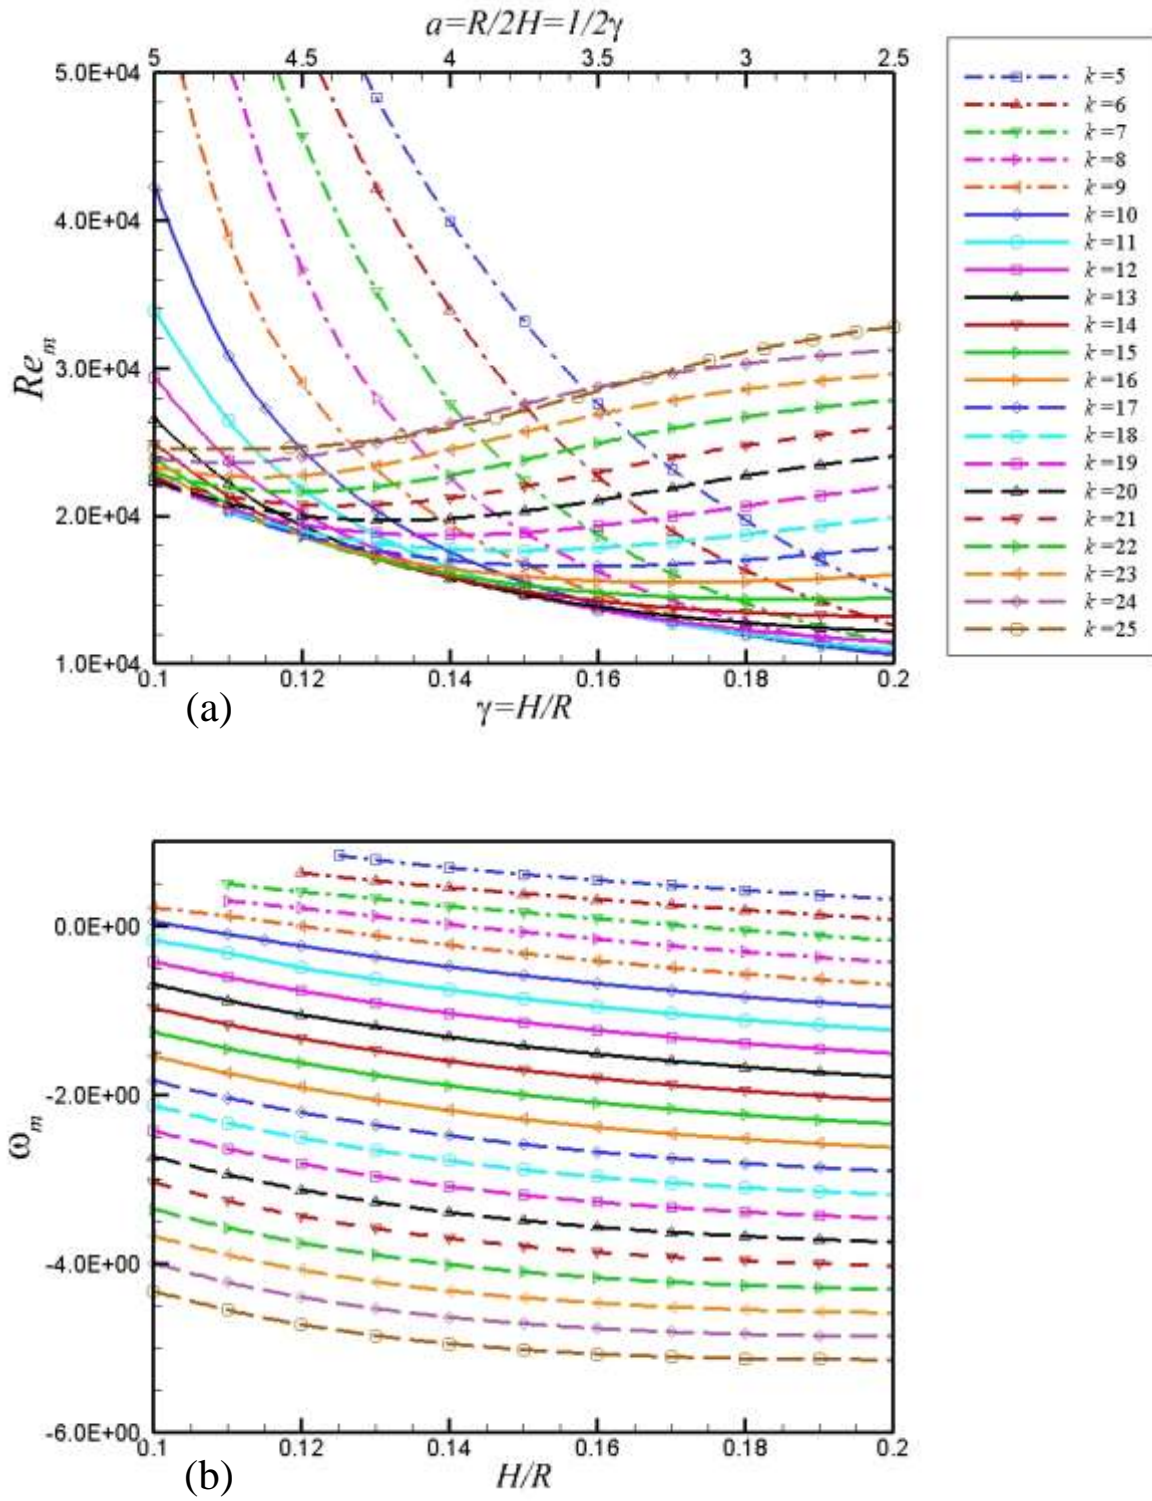 a=R/2H=1/2γ
5 4.5 4 3.5 3 2.5
5.0E+04
4.0E+04
3.0E+04
2.0E+04
1.0E+04
Re_m
0.1 0.12 0.14 0.16 0.18 0.2
(a) γ=H/R
k=5
k=6
k=7
k=8
k=9
k=10
k=11
k=12
k=13
k=14
k=15
k=16
k=17
k=18
k=19
k=20
k=21
k=22
k=23
k=24
k=25
0.0E+00
-2.0E+00
-4.0E+00
-6.0E+00
ω_m
0.1 0.12 0.14 0.16 0.18 0.2
(b) H/R